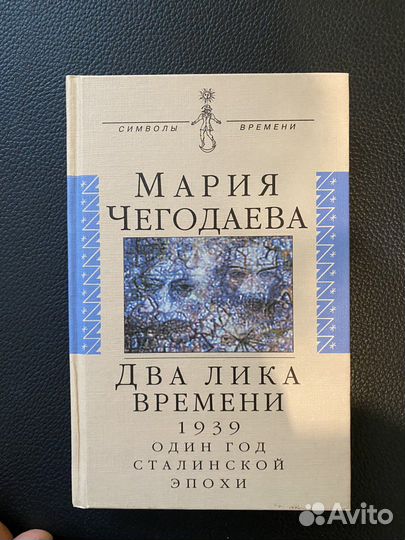 СИМВОЛЫ ВРЕМЕНИ
МАРИЯ
ЧЕГОДАЕВА
ДВА ЛИКА
ВРЕМЕНИ
1939
ОДИН ГОД
СТАЛИНСКОЙ
ЭПОХИ
Avito